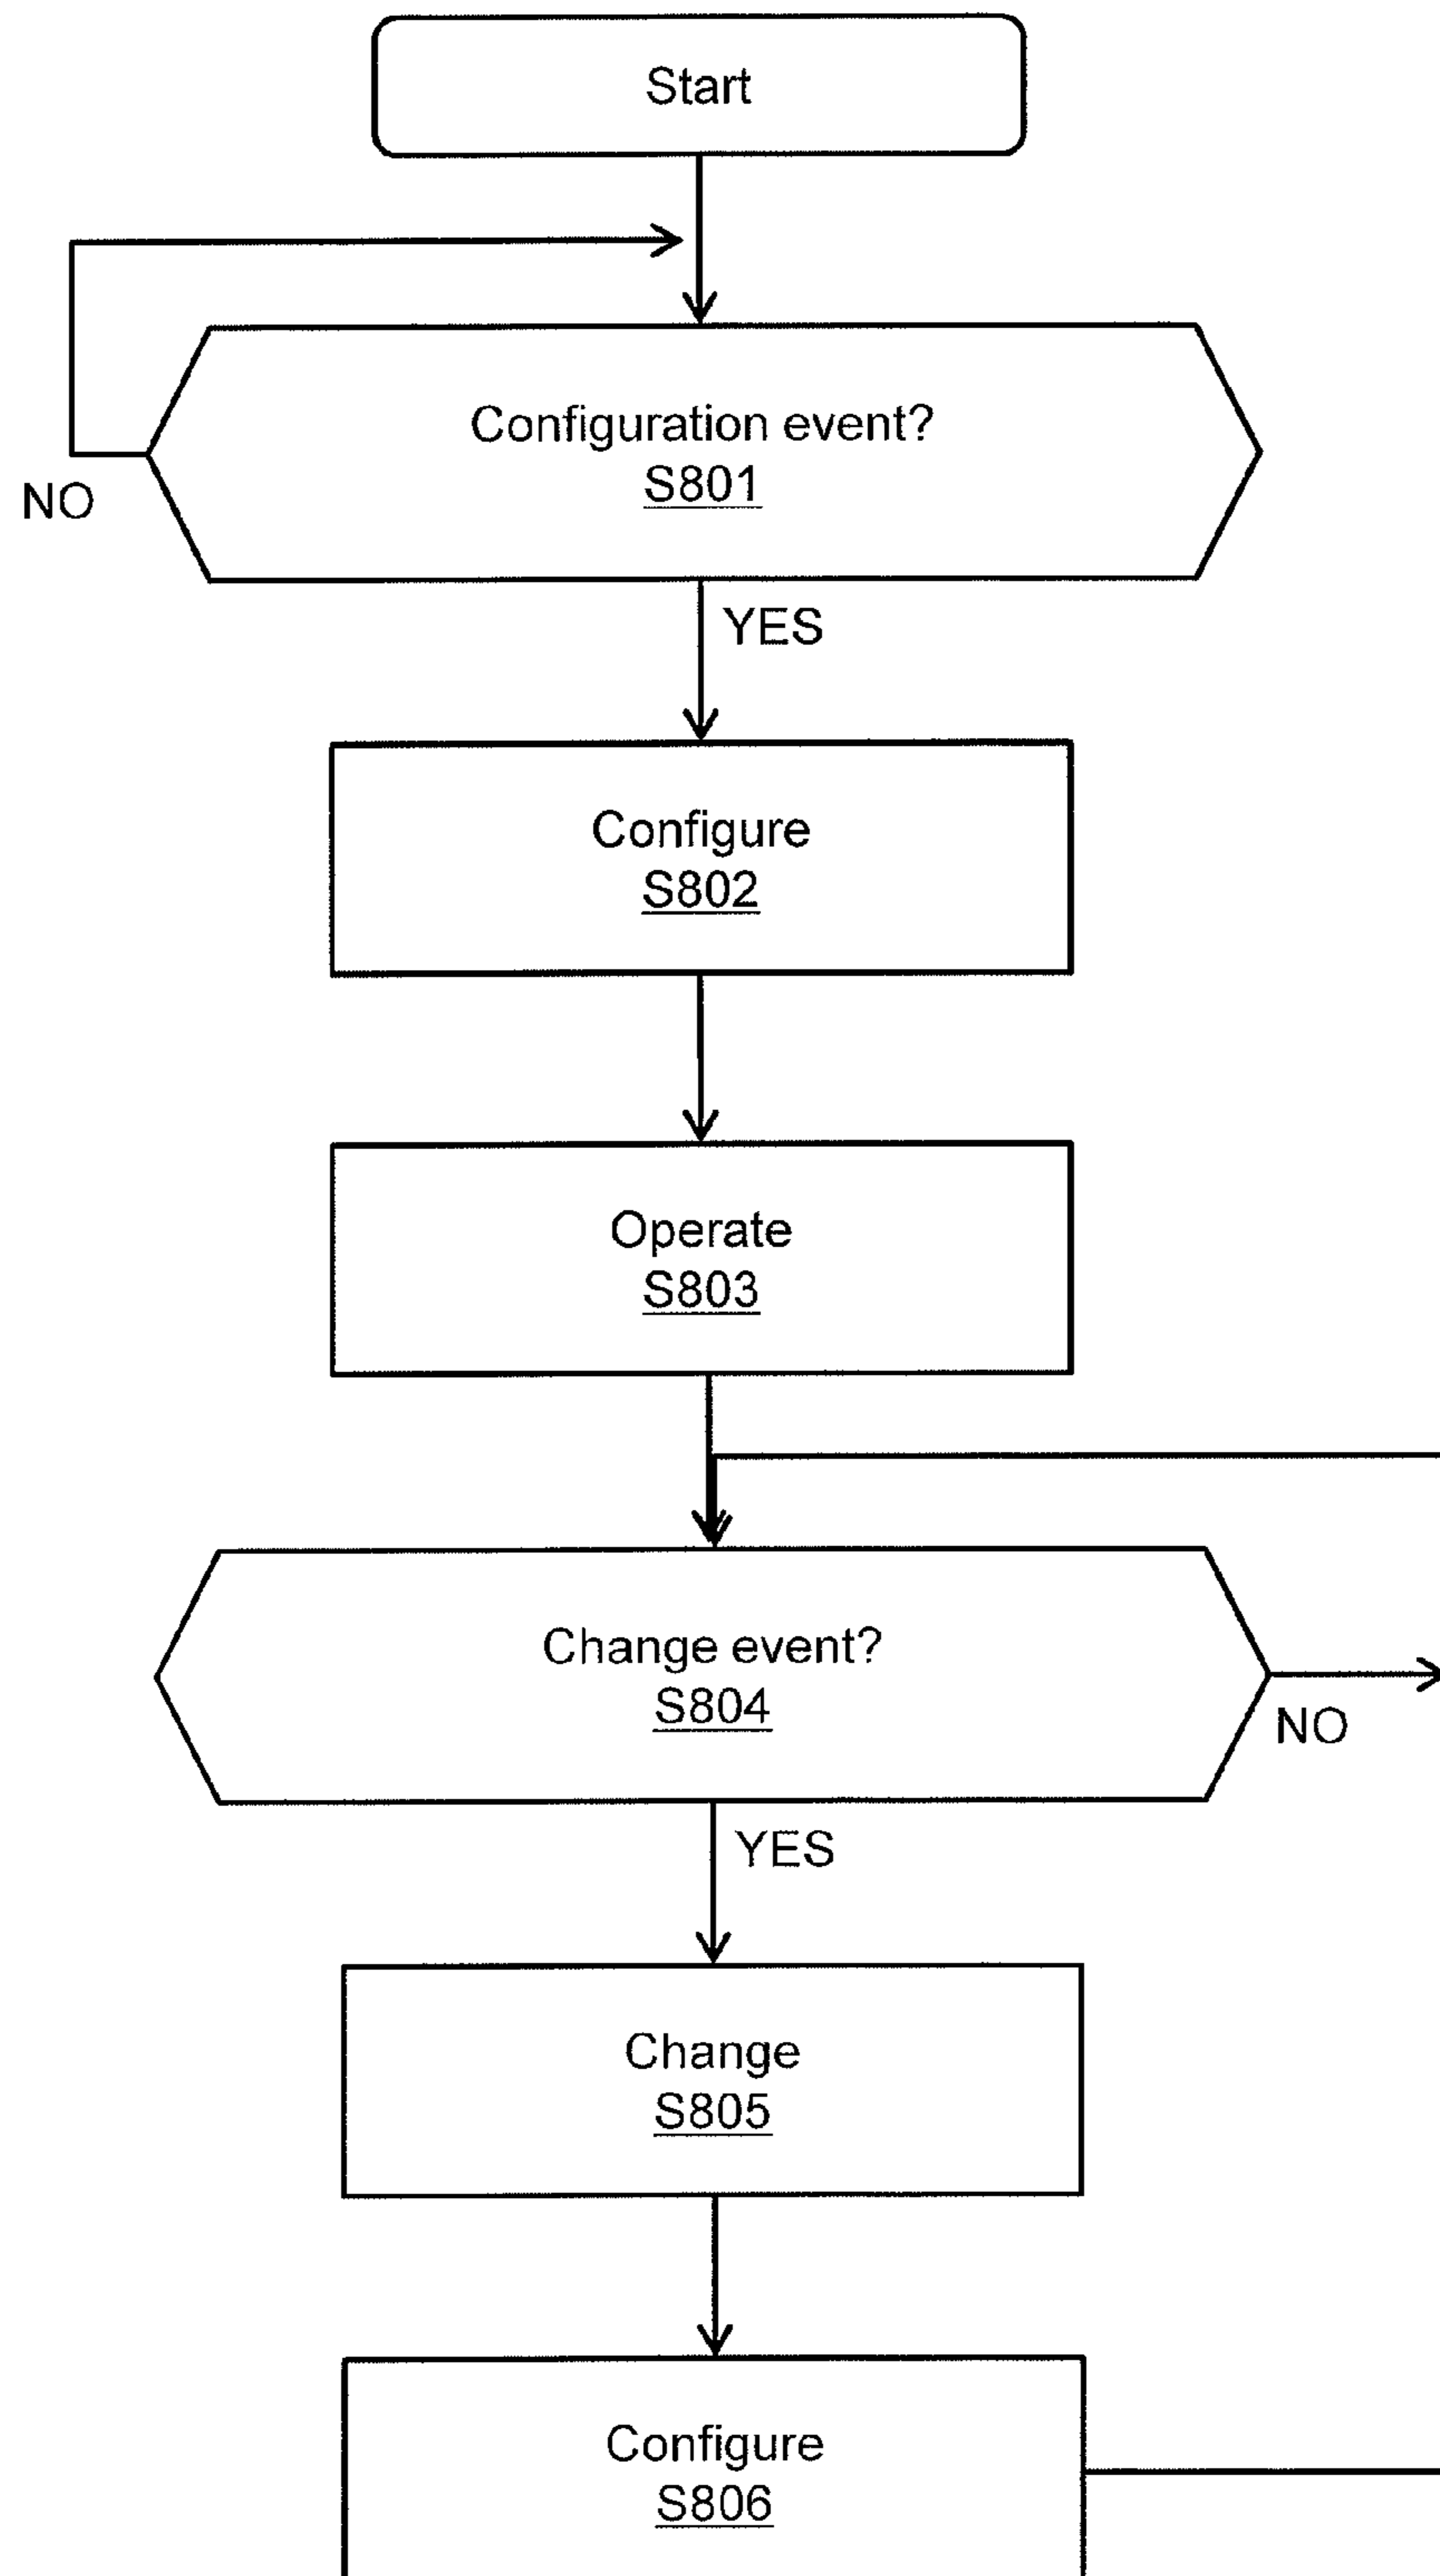 Start
Configuration event?
S801
NO
YES
Configure
S802
Operate
S803
Change event?
S804
NO
YES
Change
S805
Configure
S806